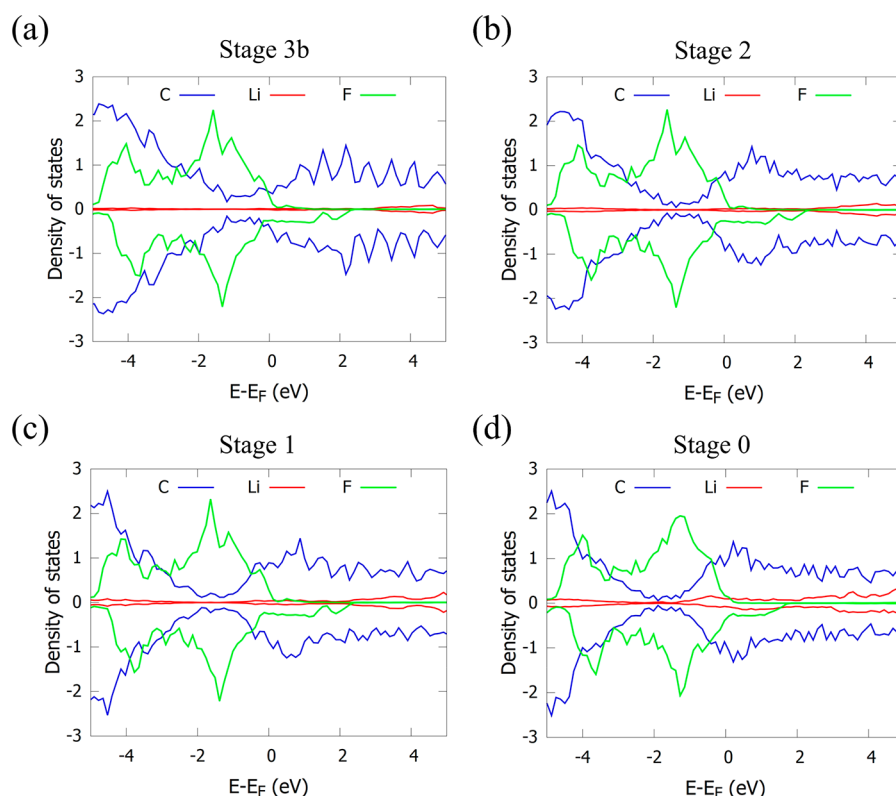 (a)
Stage 3b
C Li F
3
2
1
0
-1
-2
-3
Density of states
-4 -2 0 2 4
E-EF (eV)
(b)
Stage 2
C Li F
3
2
1
0
-1
-2
-3
Density of states
-4 -2 0 2 4
E-EF (eV)
(c)
Stage 1
C Li F
3
2
1
0
-1
-2
-3
Density of states
-4 -2 0 2 4
E-EF (eV)
(d)
Stage 0
C Li F
3
2
1
0
-1
-2
-3
Density of states
-4 -2 0 2 4
E-EF (eV)